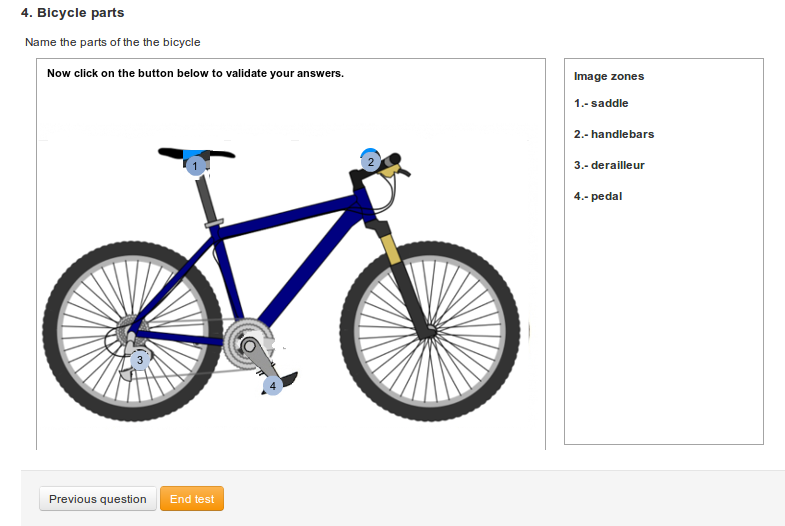 4. Bicycle parts
Name the parts of the the bicycle
Now click on the button below to validate your answers.
1
2
3
4
Image zones
1.- saddle
2.- handlebars
3.- derailleur
4.- pedal
Previous question
End test